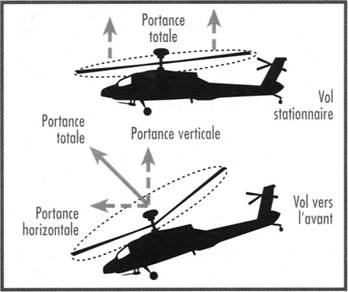 Portance
totale
Vol
stationnaire
Portance
totale
Portance verticale
Portance
horizontale
Vol vers
l'avant